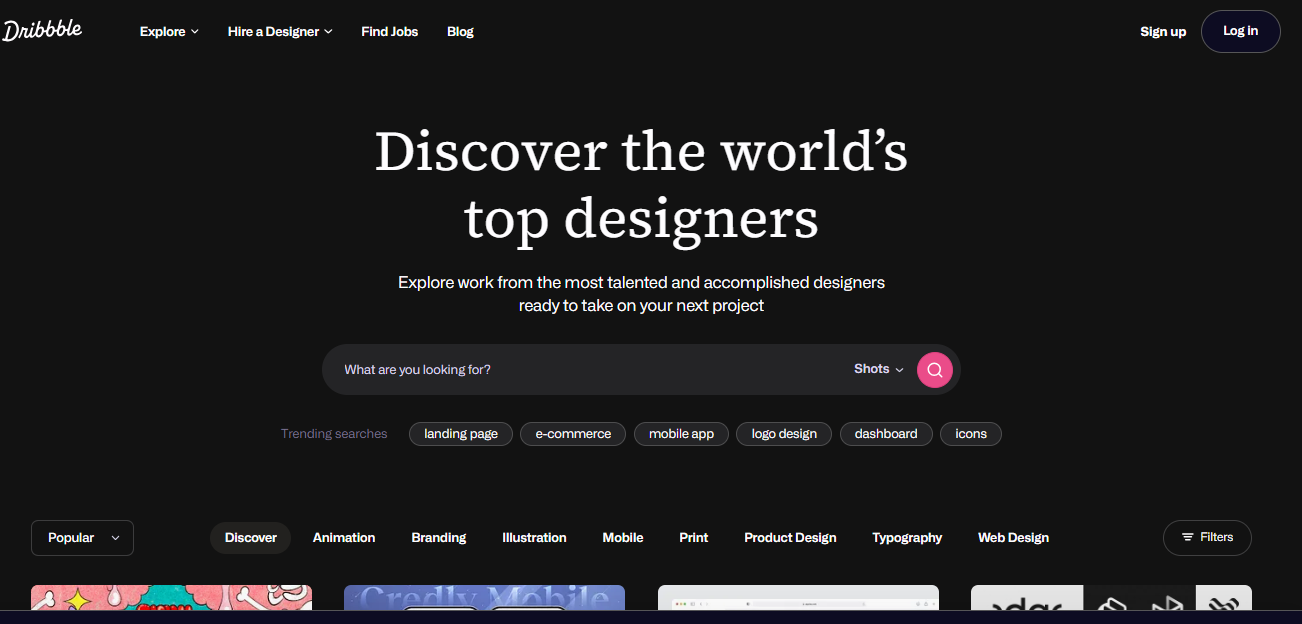 Dribbble
Explore Hire a Designer Find Jobs Blog Sign up Log in
Discover the world’s
top designers
Explore work from the most talented and accomplished designers
ready to take on your next project
What are you looking for? Shots
Trending searches landing page e-commerce mobile app logo design dashboard icons
Popular Discover Animation Branding Illustration Mobile Print Product Design Typography Web Design Filters
Credly Mobile